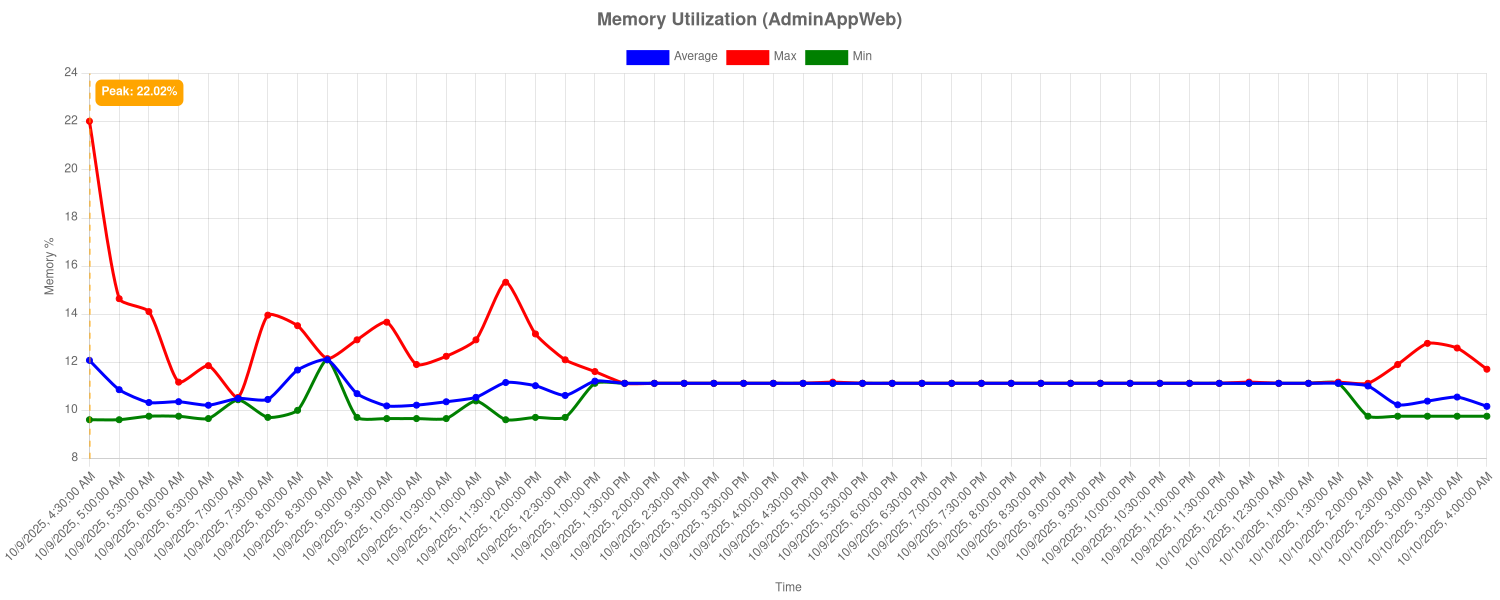 Memory Utilization (AdminAppWeb)
Average Max Min
24
Peak: 22.02%
22
20
18
16
14
12
10
8
Memory %
10/9/2025, 4:30:00 AM
10/9/2025, 5:00:00 AM
10/9/2025, 5:30:00 AM
10/9/2025, 6:00:00 AM
10/9/2025, 6:30:00 AM
10/9/2025, 7:00:00 AM
10/9/2025, 7:30:00 AM
10/9/2025, 8:00:00 AM
10/9/2025, 8:30:00 AM
10/9/2025, 9:00:00 AM
10/9/2025, 9:30:00 AM
10/9/2025, 10:00:00 AM
10/9/2025, 10:30:00 AM
10/9/2025, 11:00:00 AM
10/9/2025, 11:30:00 AM
10/9/2025, 12:00:00 PM
10/9/2025, 12:30:00 PM
10/9/2025, 1:00:00 PM
10/9/2025, 1:30:00 PM
10/9/2025, 2:00:00 PM
10/9/2025, 2:30:00 PM
10/9/2025, 3:00:00 PM
10/9/2025, 3:30:00 PM
10/9/2025, 4:00:00 PM
10/9/2025, 4:30:00 PM
10/9/2025, 5:00:00 PM
10/9/2025, 5:30:00 PM
10/9/2025, 6:00:00 PM
10/9/2025, 6:30:00 PM
10/9/2025, 7:00:00 PM
10/9/2025, 7:30:00 PM
10/9/2025, 8:00:00 PM
10/9/2025, 8:30:00 PM
10/9/2025, 9:00:00 PM
10/9/2025, 9:30:00 PM
10/9/2025, 10:00:00 PM
10/9/2025, 10:30:00 PM
10/9/2025, 11:00:00 PM
10/9/2025, 11:30:00 PM
10/10/2025, 12:00:00 AM
10/10/2025, 12:30:00 AM
10/10/2025, 1:00:00 AM
10/10/2025, 1:30:00 AM
10/10/2025, 2:00:00 AM
10/10/2025, 2:30:00 AM
10/10/2025, 3:00:00 AM
10/10/2025, 3:30:00 AM
10/10/2025, 4:00:00 AM
Time